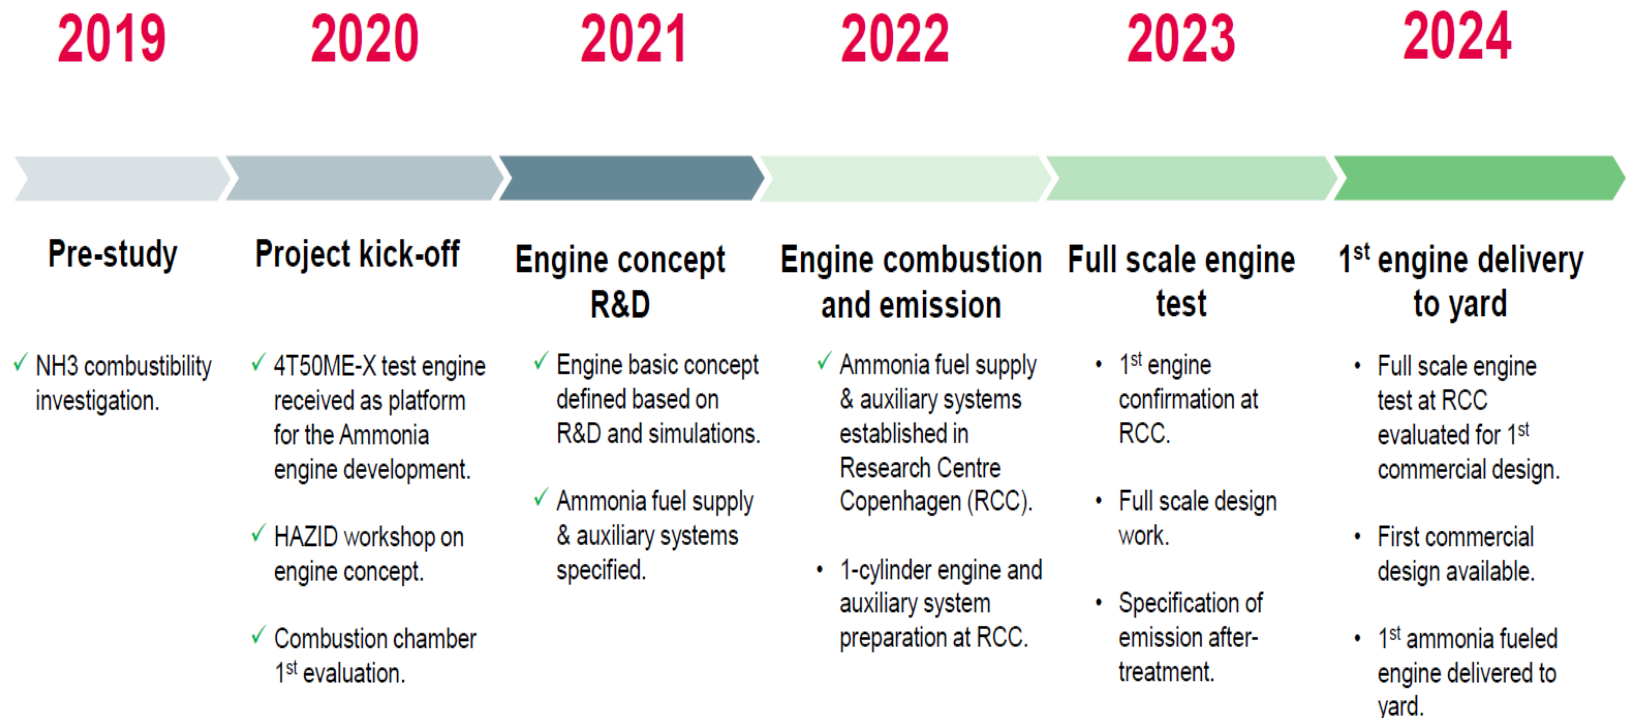 2019
2020
2021
2022
2023
2024
Pre-study
✓ NH3 combustibility
investigation.
Project kick-off
✓ 4T50ME-X test engine
received as platform
for the Ammonia
engine development.
✓ HAZID workshop on
engine concept.
✓ Combustion chamber
1st evaluation.
Engine concept
R&D
✓ Engine basic concept
defined based on
R&D and simulations.
✓ Ammonia fuel supply
& auxiliary systems
specified.
Engine combustion
and emission
✓ Ammonia fuel supply
& auxiliary systems
established in
Research Centre
Copenhagen (RCC).
• 1-cylinder engine and
auxiliary system
preparation at RCC.
Full scale engine
test
• 1st engine
confirmation at
RCC.
• Full scale design
work.
• Specification of
emission after-
treatment.
1st engine delivery
to yard
• Full scale engine
test at RCC
evaluated for 1st
commercial design.
• First commercial
design available.
• 1st ammonia fueled
engine delivered to
yard.